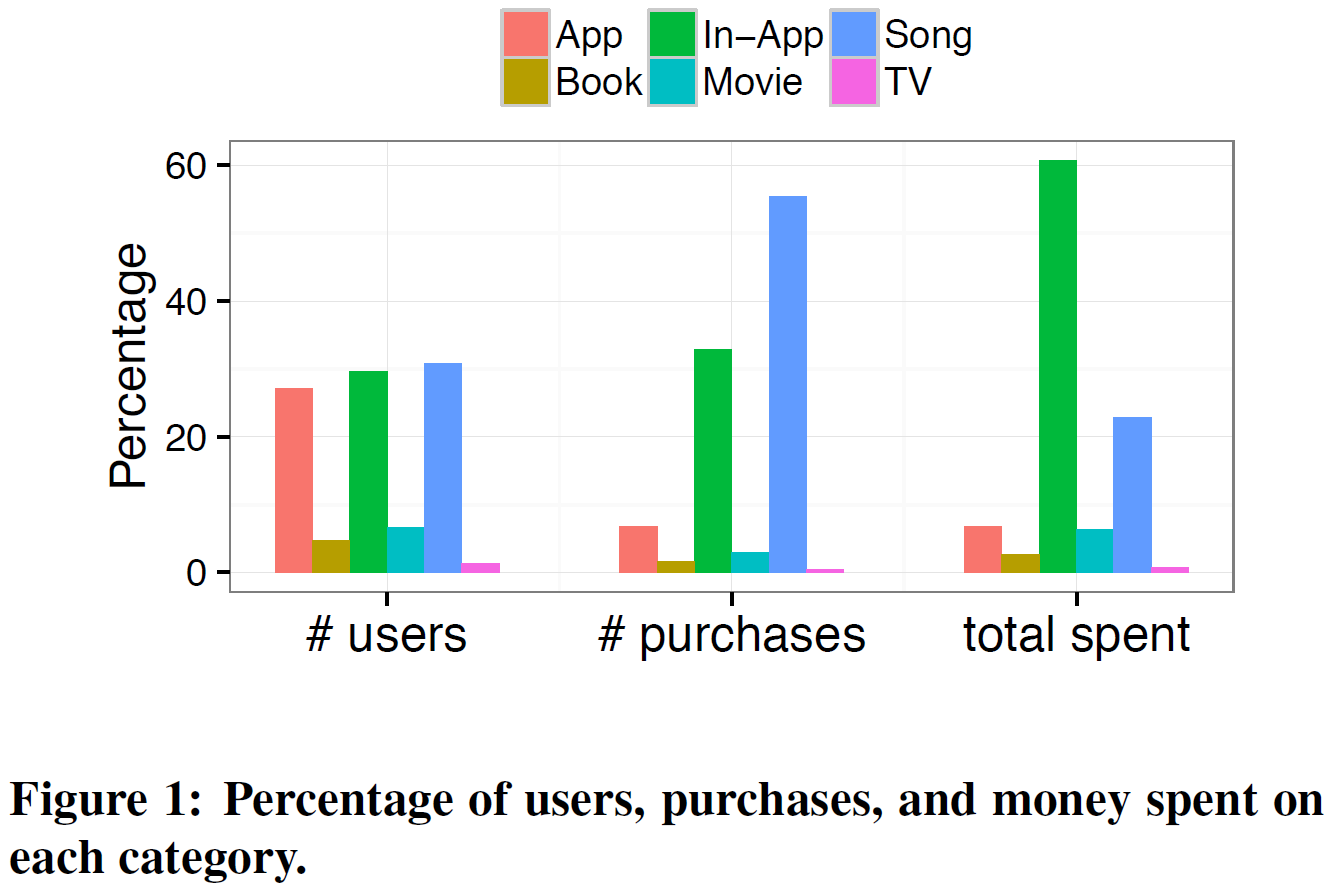 App In−App Song
Book Movie TV
60
40
20
0
Percentage
# users # purchases total spent
Figure 1: Percentage of users, purchases, and money spent on
each category.